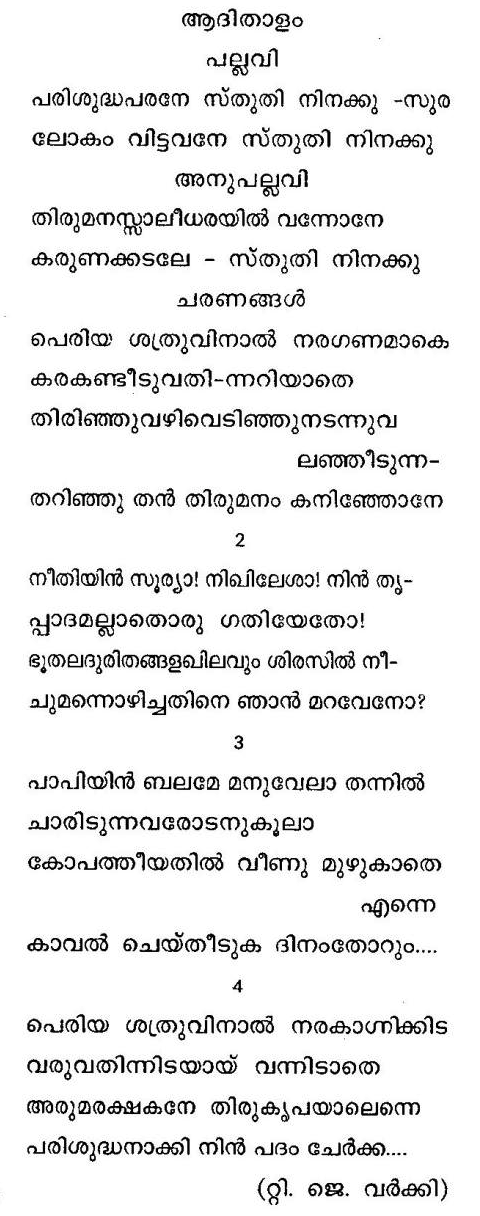 ആദിതാളം
പല്ലവി
പരിശുദ്ധപരനേ സ്തുതി നിനക്കു -സുര
ലോകം വിട്ടവനേ സ്തുതി നിനക്കു
അനുപല്ലവി
തിരുമനസ്സാലീധരയിൽ വന്നോനേ
കരുണക്കടലേ - സ്തുതി നിനക്കു
ചരണങ്ങൾ
പെരിയ ശത്രുവിനാൽ നരഗണമാകെ
കരകണ്ടീടുവതി-ന്നറിയാതെ
തിരിഞ്ഞുവഴിവെടിഞ്ഞുനടന്നുവ
ലഞ്ഞീടുന്ന-
തറിഞ്ഞു തൻ തിരുമനം കനിഞ്ഞോനേ
2
നീതിയിൻ സൂര്യാ! നിഖിലേശാ! നിൻ തൃ-
പ്പാദമല്ലാതൊരു ഗതിയേതോ!
ഭൂതലദുരിതങ്ങളഖിലവും ശിരസിൽ നീ-
ചുമന്നൊഴിച്ചതിനെ ഞാൻ മറവേനോ?
3
പാപിയിൻ ബലമേ മനുവേലാ തന്നിൽ
ചാരിടുന്നവരോടനുകൂലാ
കോപത്തീയതിൽ വീണു മുഴുകാതെ
എന്നെ
കാവൽ ചെയ്തീടുക ദിനംതോറും....
4
പെരിയ ശത്രുവിനാൽ നരകാഗ്നിക്കിട
വരുവതിന്നിടയായ് വന്നിടാതെ
അരുമരക്ഷകനേ തിരുകൃപയാലെന്നെ
പരിശുദ്ധനാക്കി നിൻ പദം ചേർക്ക....
(റ്റി. ജെ. വർക്കി)